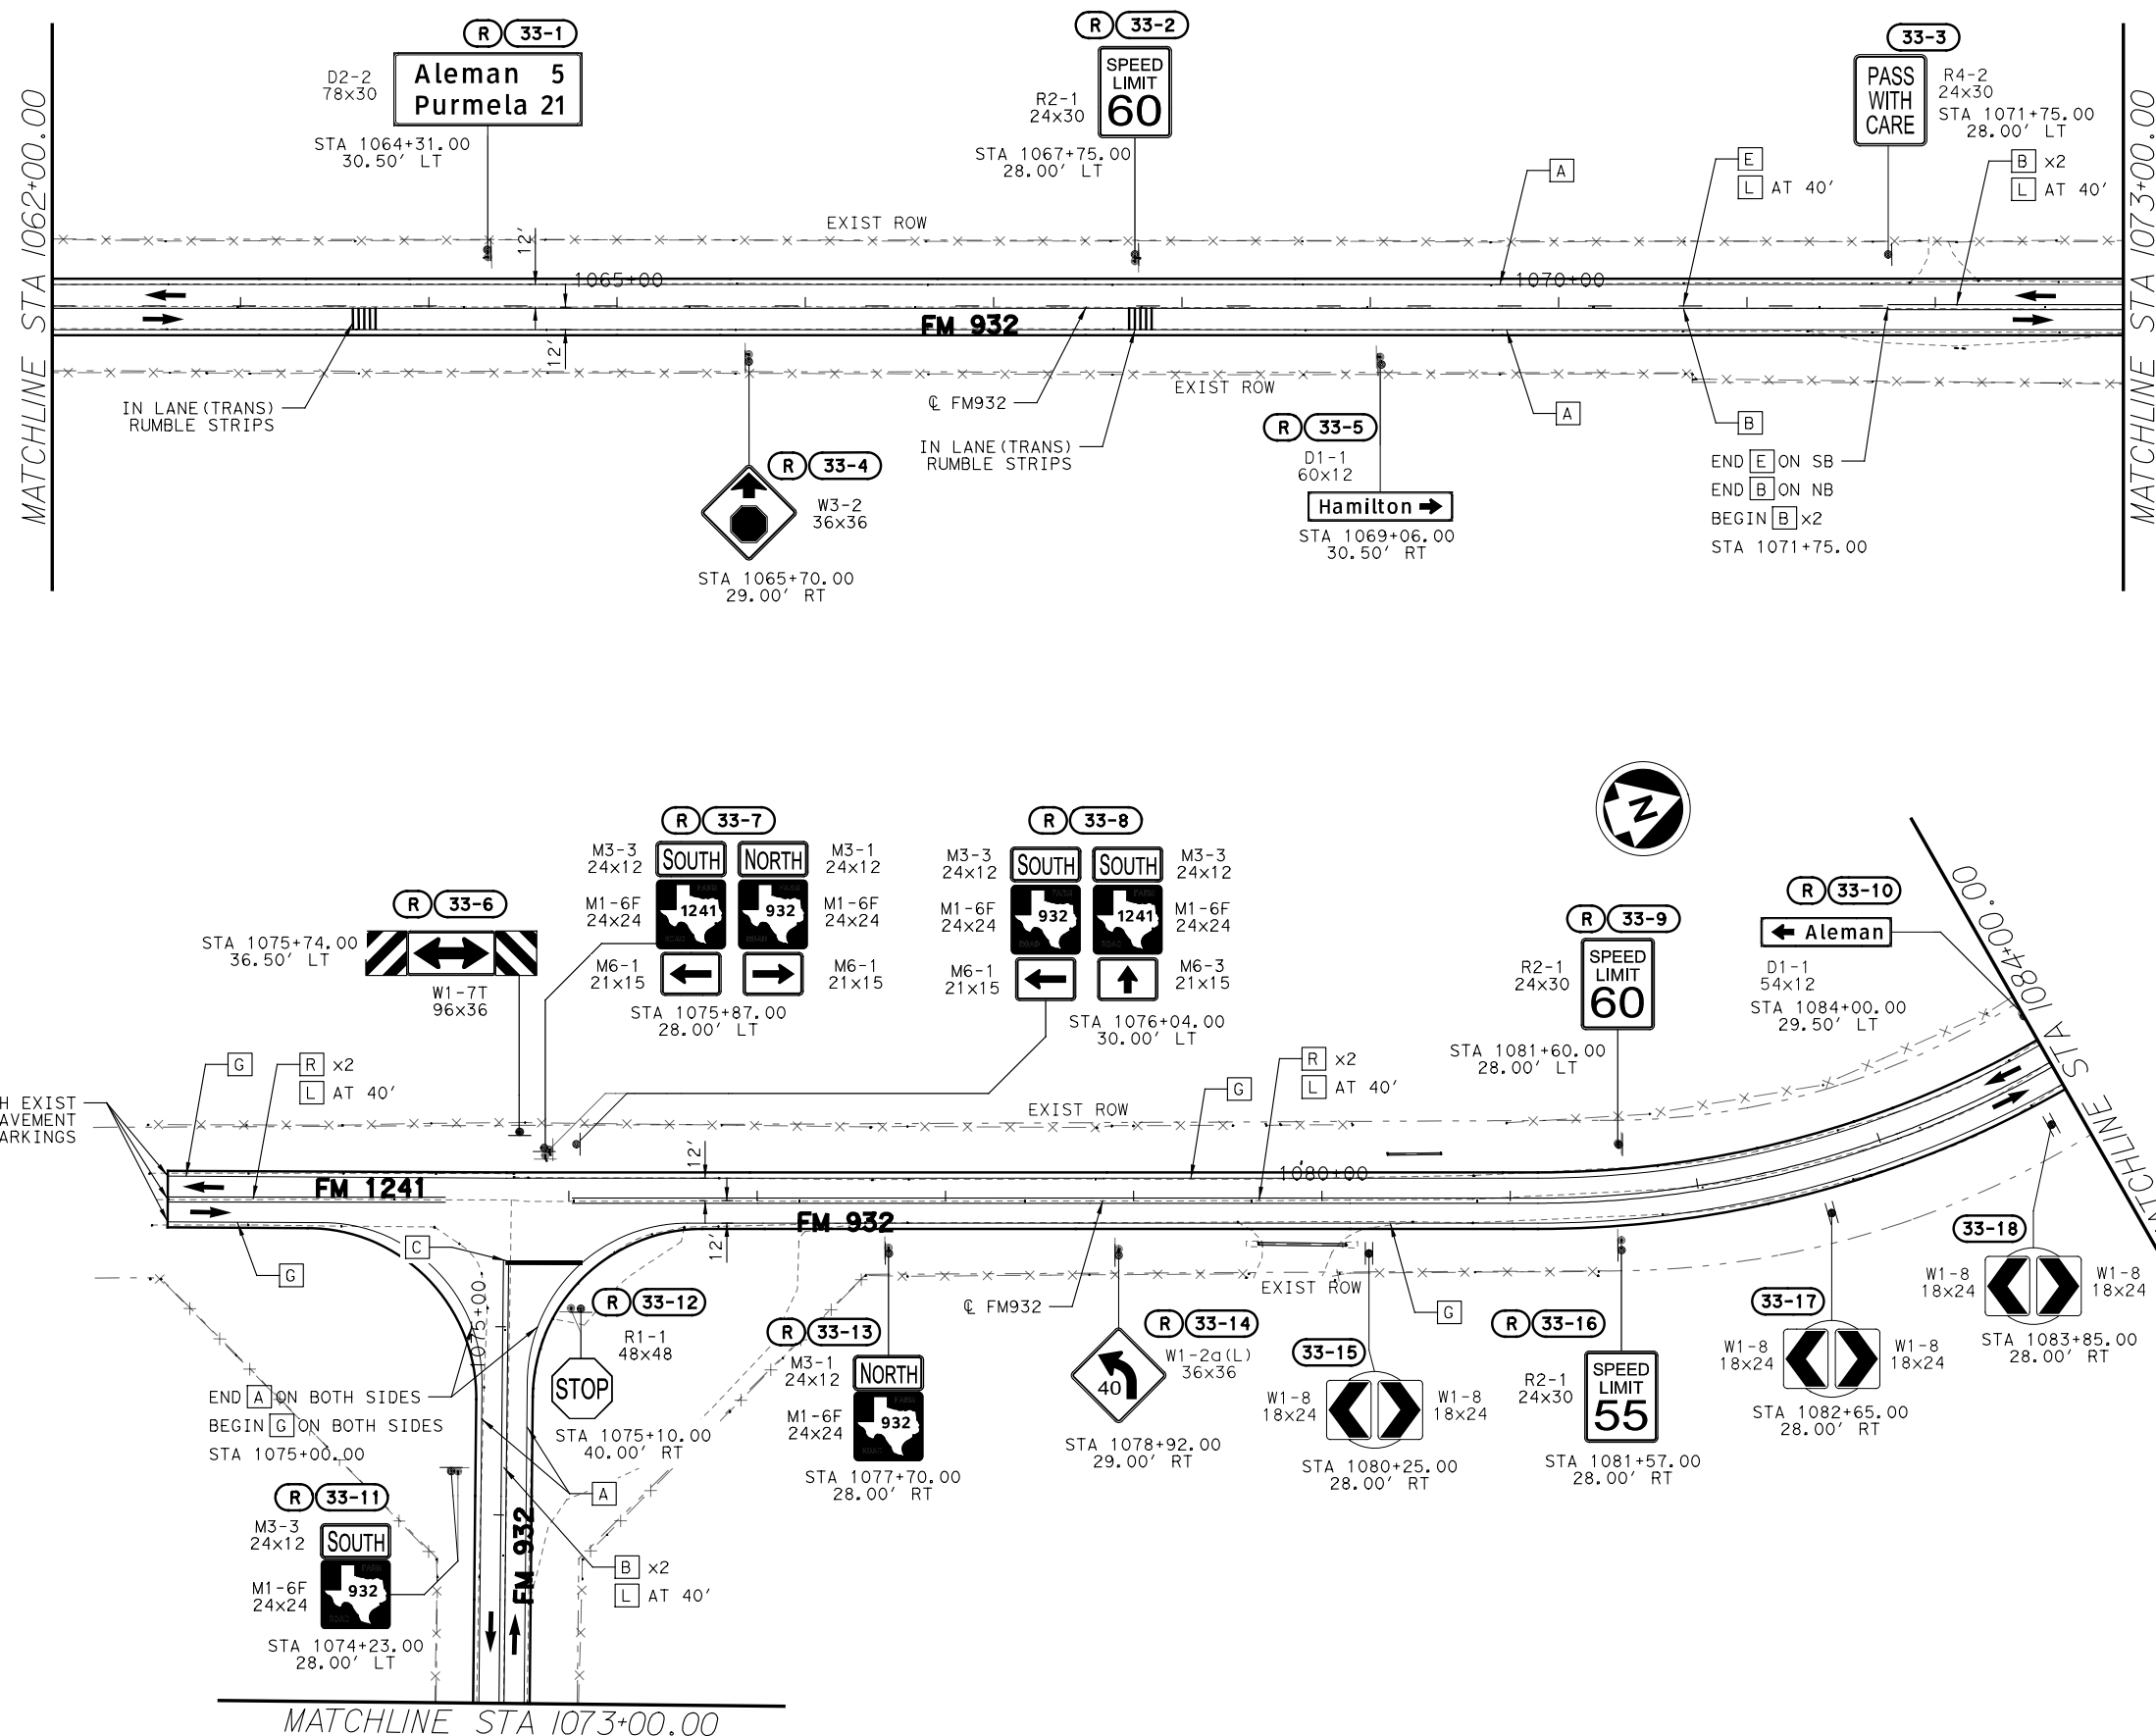 R 33-1
D2-2
78x30
Aleman 5
Purmela 21
STA 1064+31.00
30.50' LT
R 33-2
R2-1
24x30
SPEED
LIMIT
60
STA 1067+75.00
28.00' LT
33-3
PASS
WITH
CARE
R4-2
24x30
STA 1071+75.00
28.00' LT
A
E
L AT 40'
B x2
L AT 40'
MATCHLINE STA 1062+00.00
MATCHLINE STA 1073+00.00
EXIST ROW
12'
1065+00
1070+00
FM 932
12'
EXIST ROW
IN LANE(TRANS)
RUMBLE STRIPS
℄ FM932
IN LANE(TRANS)
RUMBLE STRIPS
A
B
R 33-4
W3-2
36x36
STA 1065+70.00
29.00' RT
R 33-5
D1-1
60x12
Hamilton
STA 1069+06.00
30.50' RT
END E ON SB
END B ON NB
BEGIN B x2
STA 1071+75.00
N
R 33-6
STA 1075+74.00
36.50' LT
W1-7T
96x36
R 33-7
M3-3
24x12
SOUTH
NORTH
M3-1
24x12
M1-6F
24x24
FARM
1241
ROAD
FARM
932
ROAD
M1-6F
24x24
M6-1
21x15
M6-1
21x15
STA 1075+87.00
28.00' LT
R 33-8
M3-3
24x12
SOUTH
SOUTH
M3-3
24x12
M1-6F
24x24
FARM
932
ROAD
FARM
1241
ROAD
M1-6F
24x24
M6-1
21x15
M6-3
21x15
STA 1076+04.00
30.00' LT
R 33-9
R2-1
24x30
SPEED
LIMIT
60
STA 1081+60.00
28.00' LT
R 33-10
Aleman
D1-1
54x12
STA 1084+00.00
29.50' LT
MATCHLINE STA 1084+00.00
G
R x2
L AT 40'
H EXIST
AVEMENT
ARKINGS
R x2
L AT 40'
G
EXIST ROW
12'
1080+00
FM 1241
FM 932
12'
C
G
1075+00
℄ FM932
EXIST ROW
G
END A ON BOTH SIDES
BEGIN G ON BOTH SIDES
STA 1075+00.00
R 33-11
M3-3
24x12
SOUTH
M1-6F
24x24
FARM
932
ROAD
STA 1074+23.00
28.00' LT
R 33-12
R1-1
48x48
STOP
STA 1075+10.00
40.00' RT
A
B x2
L AT 40'
FM 932
R 33-13
M3-1
24x12
NORTH
M1-6F
24x24
FARM
932
ROAD
STA 1077+70.00
28.00' RT
R 33-14
W1-2a(L)
36x36
40
STA 1078+92.00
29.00' RT
33-15
W1-8
18x24
W1-8
18x24
STA 1080+25.00
28.00' RT
R 33-16
R2-1
24x30
SPEED
LIMIT
55
STA 1081+57.00
28.00' RT
33-17
W1-8
18x24
W1-8
18x24
STA 1082+65.00
28.00' RT
33-18
W1-8
18x24
W1-8
18x24
STA 1083+85.00
28.00' RT
MATCHLINE STA 1073+00.00